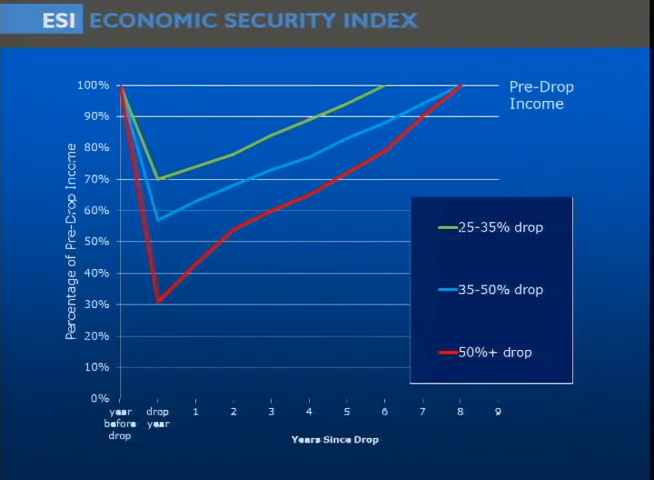 ESI ECONOMIC SECURITY INDEX
Pre-Drop
Income
Percentage of Pre-Drop Income
100%
90%
80%
70%
60%
50%
40%
30%
20%
10%
0%
25-35% drop
35-50% drop
50%+ drop
year
before
drop
drop
year
1
2
3
4
5
6
7
8
9
Years Since Drop